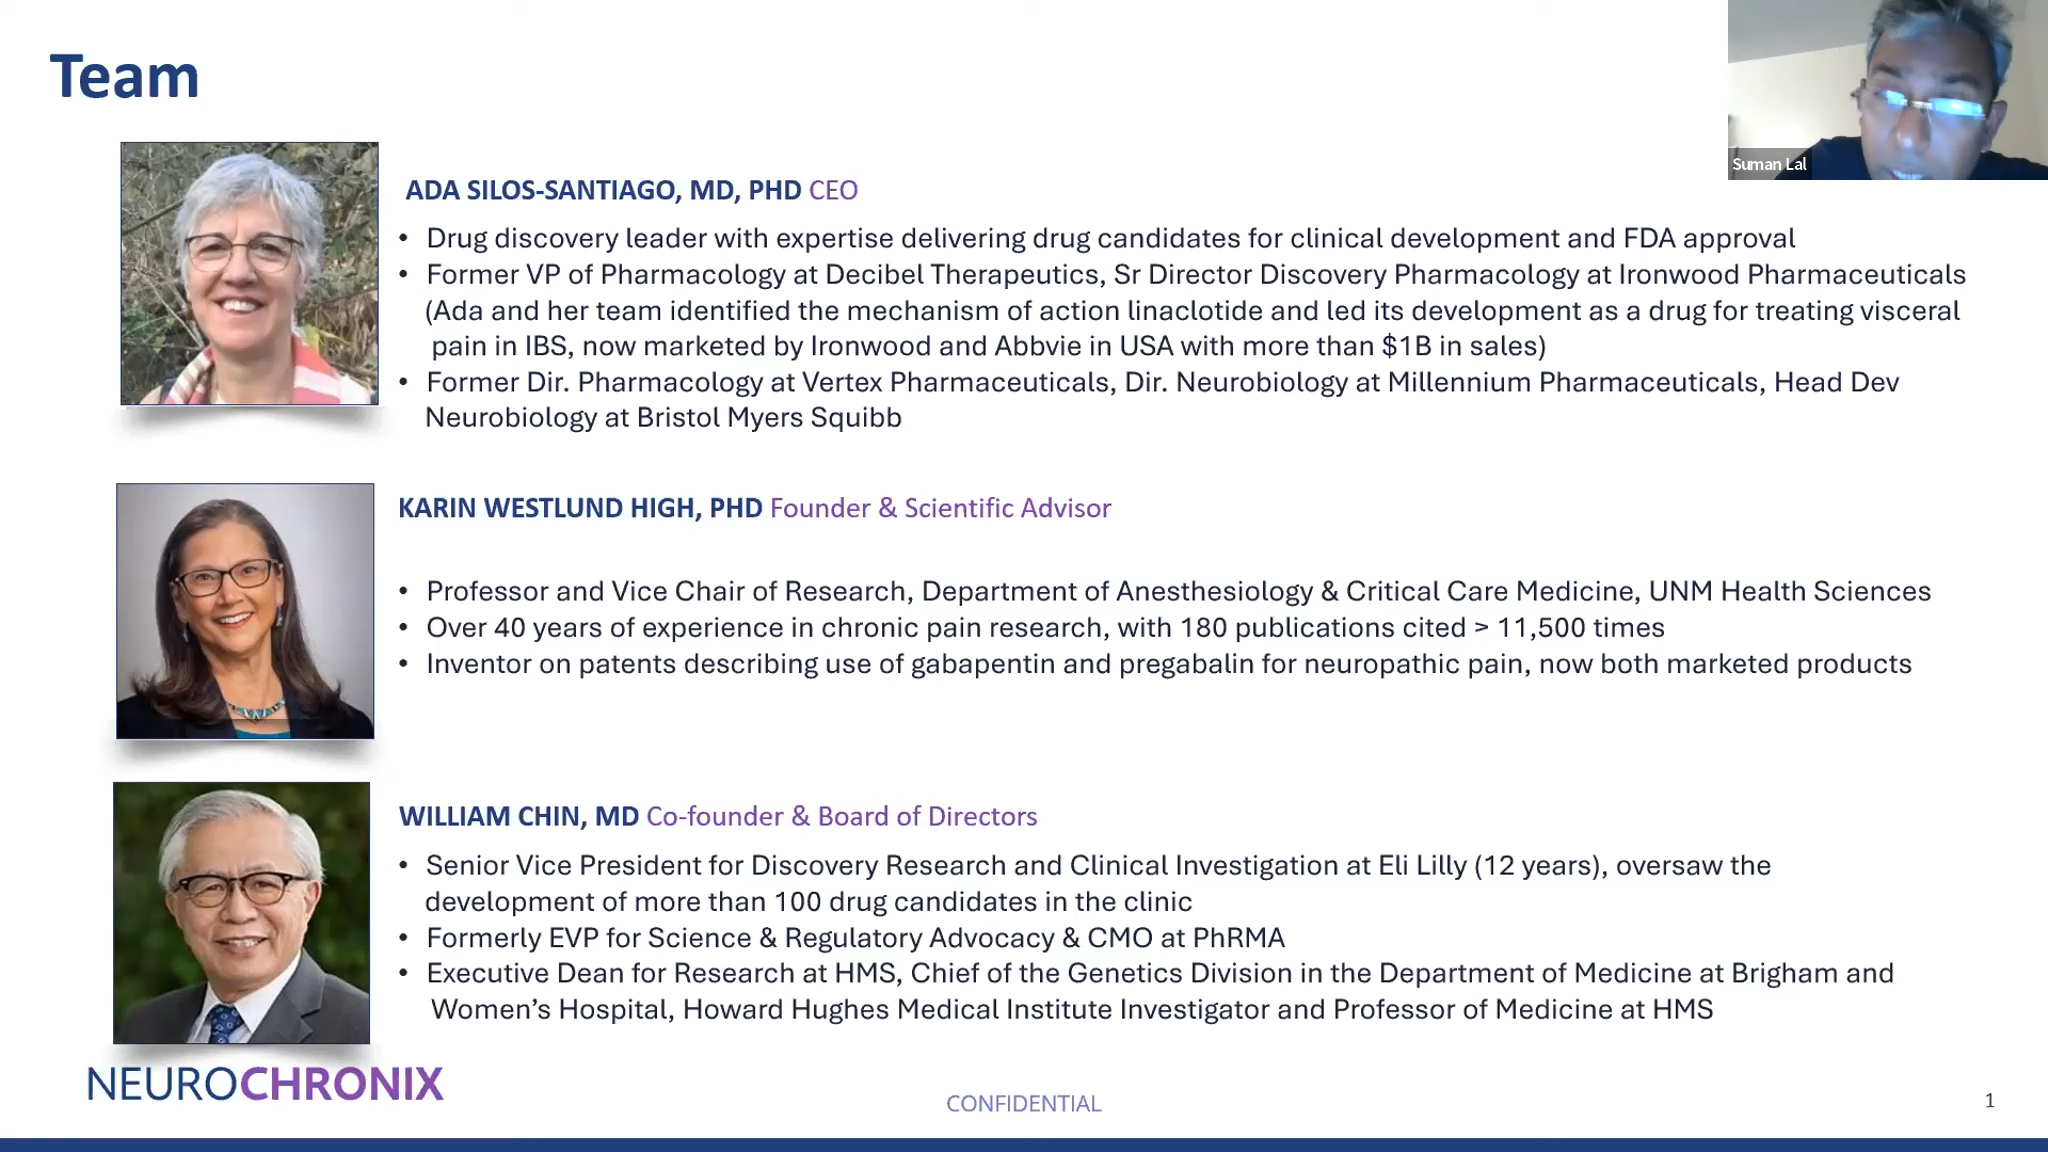 Team
Suman Lal
ADA SILOS-SANTIAGO, MD, PHD CEO
• Drug discovery leader with expertise delivering drug candidates for clinical development and FDA approval
• Former VP of Pharmacology at Decibel Therapeutics, Sr Director Discovery Pharmacology at Ironwood Pharmaceuticals
(Ada and her team identified the mechanism of action linaclotide and led its development as a drug for treating visceral
pain in IBS, now marketed by Ironwood and Abbvie in USA with more than $1B in sales)
• Former Dir. Pharmacology at Vertex Pharmaceuticals, Dir. Neurobiology at Millennium Pharmaceuticals, Head Dev
Neurobiology at Bristol Myers Squibb
KARIN WESTLUND HIGH, PHD Founder & Scientific Advisor
• Professor and Vice Chair of Research, Department of Anesthesiology & Critical Care Medicine, UNM Health Sciences
• Over 40 years of experience in chronic pain research, with 180 publications cited > 11,500 times
• Inventor on patents describing use of gabapentin and pregabalin for neuropathic pain, now both marketed products
WILLIAM CHIN, MD Co-founder & Board of Directors
• Senior Vice President for Discovery Research and Clinical Investigation at Eli Lilly (12 years), oversaw the
development of more than 100 drug candidates in the clinic
• Formerly EVP for Science & Regulatory Advocacy & CMO at PhRMA
• Executive Dean for Research at HMS, Chief of the Genetics Division in the Department of Medicine at Brigham and
Women’s Hospital, Howard Hughes Medical Institute Investigator and Professor of Medicine at HMS
NEUROCHRONIX
CONFIDENTIAL
1